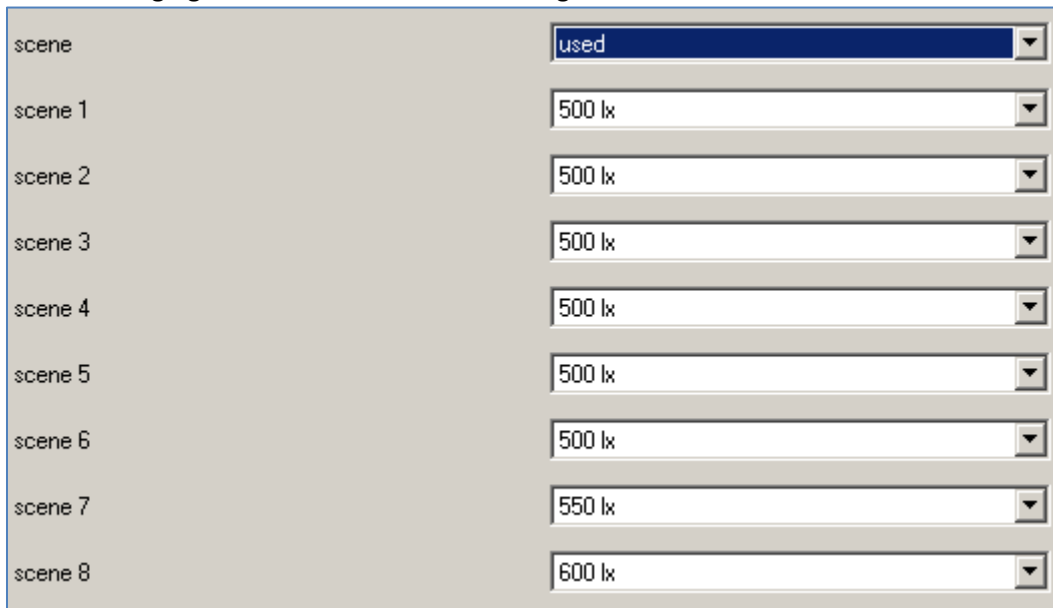 scene used
scene 1 500 lx
scene 2 500 lx
scene 3 500 lx
scene 4 500 lx
scene 5 500 lx
scene 6 500 lx
scene 7 550 lx
scene 8 600 lx